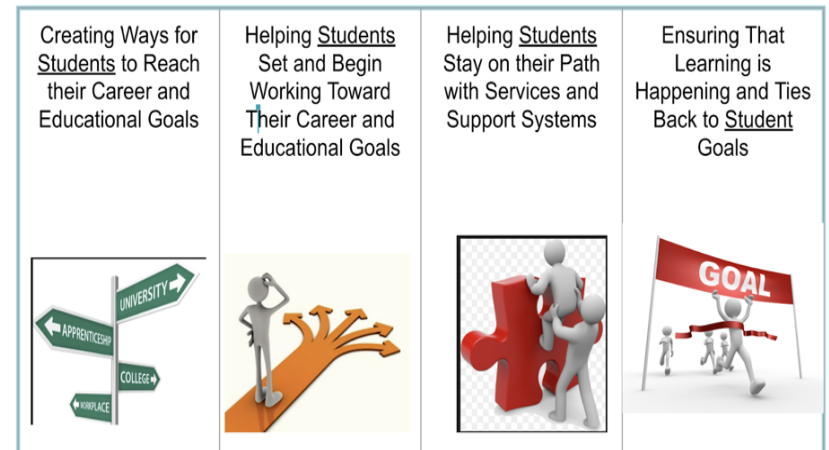 Creating Ways for
Students to Reach
their Career and
Educational Goals
Helping Students
Set and Begin
Working Toward
Their Career and
Educational Goals
Helping Students
Stay on their Path
with Services and
Support Systems
Ensuring That
Learning is
Happening and Ties
Back to Student
Goals
UNIVERSITY
APPRENTICESHIP
COLLEGE
WORKPLACE
GOAL